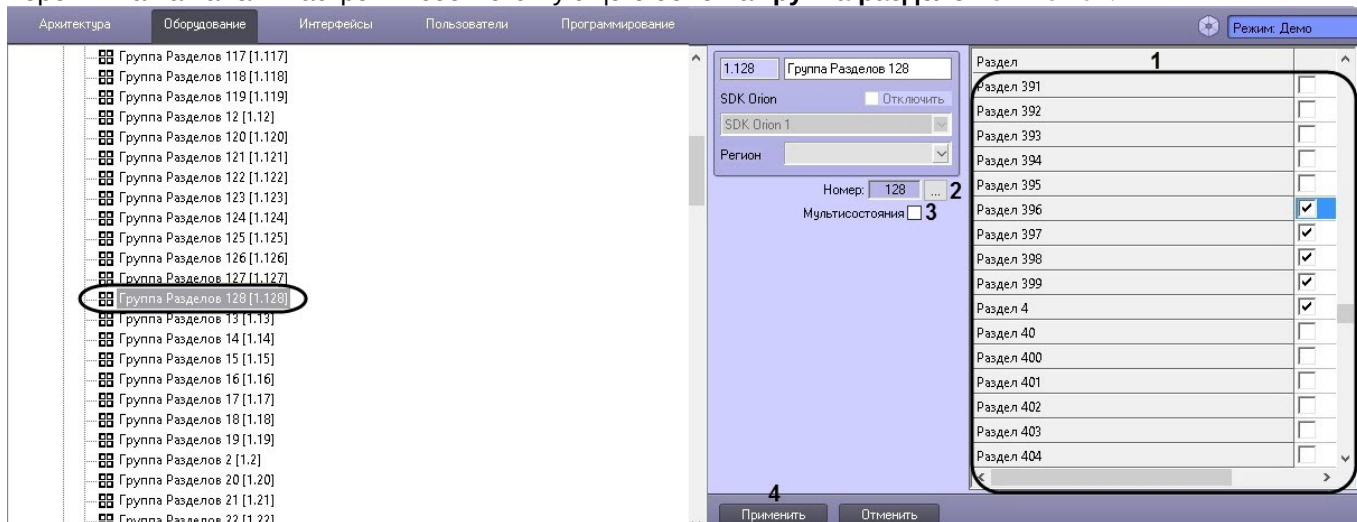 Архитектура Оборудование Интерфейсы Пользователи Программирование Режим: Демо
Группа Разделов 117 [1.117]
Группа Разделов 118 [1.118]
Группа Разделов 119 [1.119]
Группа Разделов 12 [1.12]
Группа Разделов 120 [1.120]
Группа Разделов 121 [1.121]
Группа Разделов 122 [1.122]
Группа Разделов 123 [1.123]
Группа Разделов 124 [1.124]
Группа Разделов 125 [1.125]
Группа Разделов 126 [1.126]
Группа Разделов 127 [1.127]
Группа Разделов 128 [1.128]
Группа Разделов 13 [1.13]
Группа Разделов 14 [1.14]
Группа Разделов 15 [1.15]
Группа Разделов 16 [1.16]
Группа Разделов 17 [1.17]
Группа Разделов 18 [1.18]
Группа Разделов 19 [1.19]
Группа Разделов 2 [1.2]
Группа Разделов 20 [1.20]
Группа Разделов 21 [1.21]
Группа Разделов 22 [1.22]
1.128 Группа Разделов 128
SDK Orion Отключить
SDK Orion 1
Регион
Номер: 128 ... 2
Мультисостояния 3
4
Применить Отменить
Раздел 1
Раздел 391
Раздел 392
Раздел 393
Раздел 394
Раздел 395
Раздел 396
Раздел 397
Раздел 398
Раздел 399
Раздел 4
Раздел 40
Раздел 400
Раздел 401
Раздел 402
Раздел 403
Раздел 404